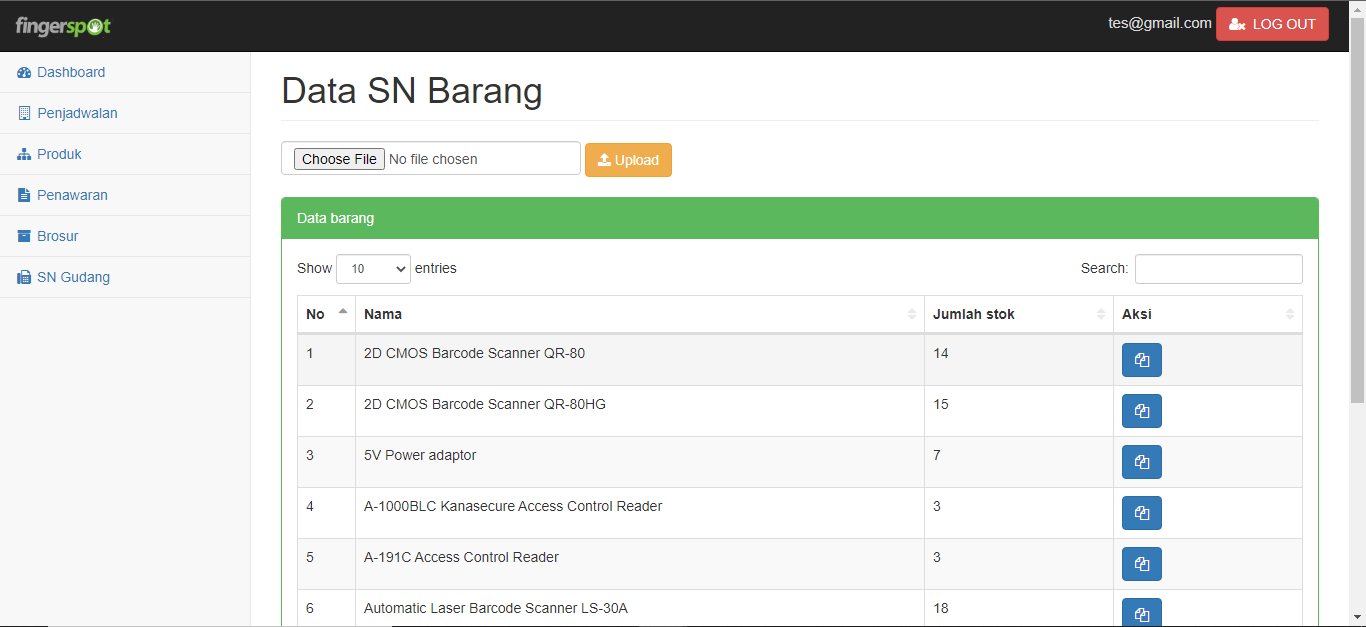 fingerspot
tes@gmail.com LOG OUT
Dashboard
Penjadwalan
Produk
Penawaran
Brosur
SN Gudang
Data SN Barang
Choose File No file chosen Upload
Data barang
Show 10 entries Search:
No Nama Jumlah stok Aksi
1 2D CMOS Barcode Scanner QR-80 14
2 2D CMOS Barcode Scanner QR-80HG 15
3 5V Power adaptor 7
4 A-1000BLC Kanasecure Access Control Reader 3
5 A-191C Access Control Reader 3
6 Automatic Laser Barcode Scanner LS-30A 18